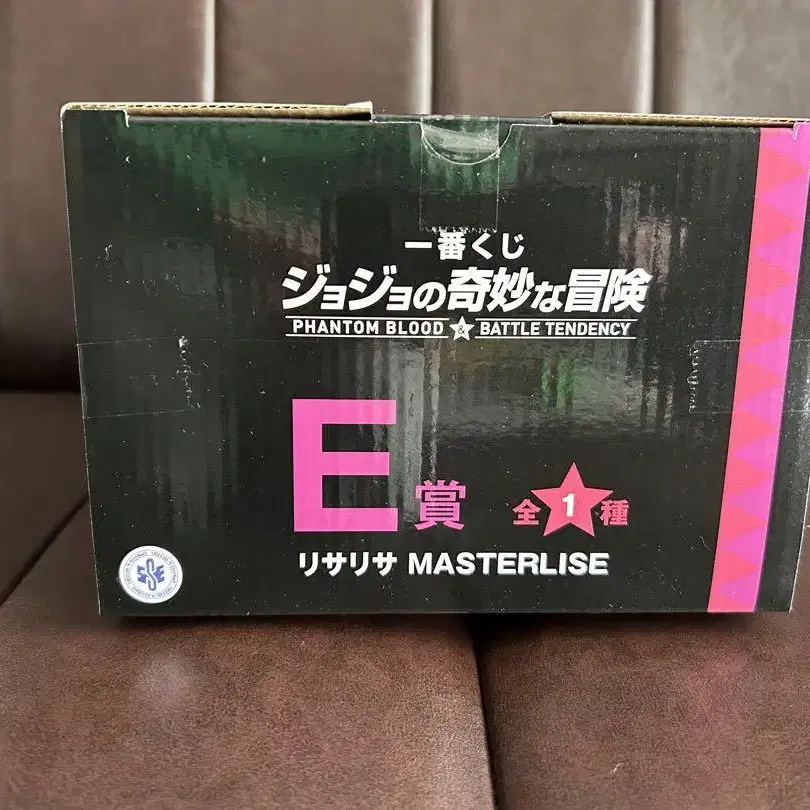 一番くじ
ジョジョの奇妙な冒険
PHANTOM BLOOD & BATTLE TENDENCY
E賞 全1種
リサリサ MASTERLISE